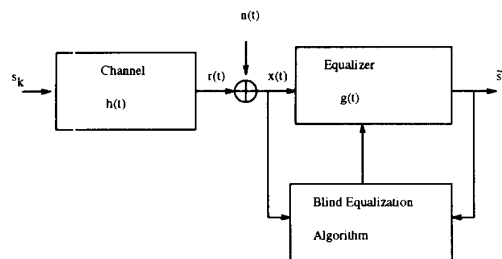 n(t)
s_k
Channel
h(t)
r(t)
x(t)
Equalizer
g(t)
s̃
Blind Equalization
Algorithm